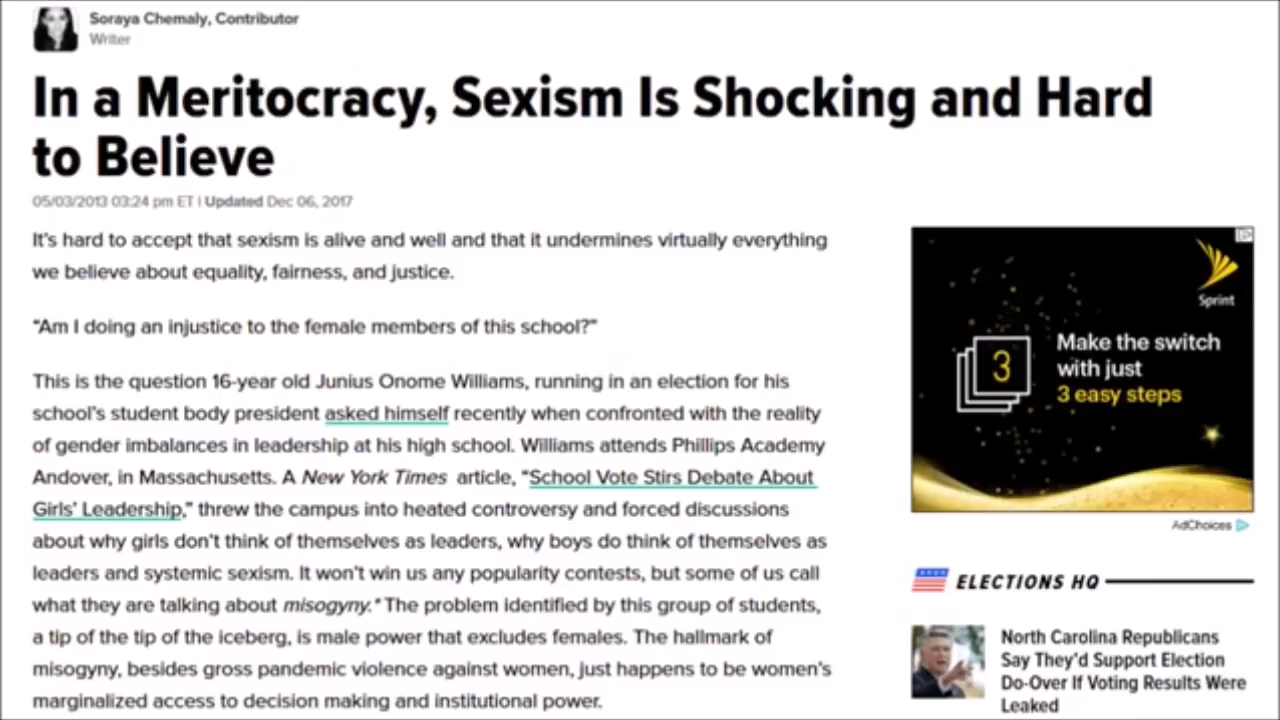 Soraya Chemaly, Contributor
Writer
In a Meritocracy, Sexism Is Shocking and Hard
to Believe
05/03/2013 03:24 pm ET | Updated Dec 06, 2017
It's hard to accept that sexism is alive and well and that it undermines virtually everything
we believe about equality, fairness, and justice.
“Am I doing an injustice to the female members of this school?”
This is the question 16-year old Junius Onome Williams, running in an election for his
school's student body president asked himself recently when confronted with the reality
of gender imbalances in leadership at his high school. Williams attends Phillips Academy
Andover, in Massachusetts. A New York Times article, “School Vote Stirs Debate About
Girls' Leadership,” threw the campus into heated controversy and forced discussions
about why girls don't think of themselves as leaders, why boys do think of themselves as
leaders and systemic sexism. It won't win us any popularity contests, but some of us call
what they are talking about misogyny.* The problem identified by this group of students,
a tip of the tip of the iceberg, is male power that excludes females. The hallmark of
misogyny, besides gross pandemic violence against women, just happens to be women's
marginalized access to decision making and institutional power.
Sprint
3
Make the switch
with just
3 easy steps
AdChoices
ELECTIONS HQ
North Carolina Republicans
Say They'd Support Election
Do-Over If Voting Results Were
Leaked